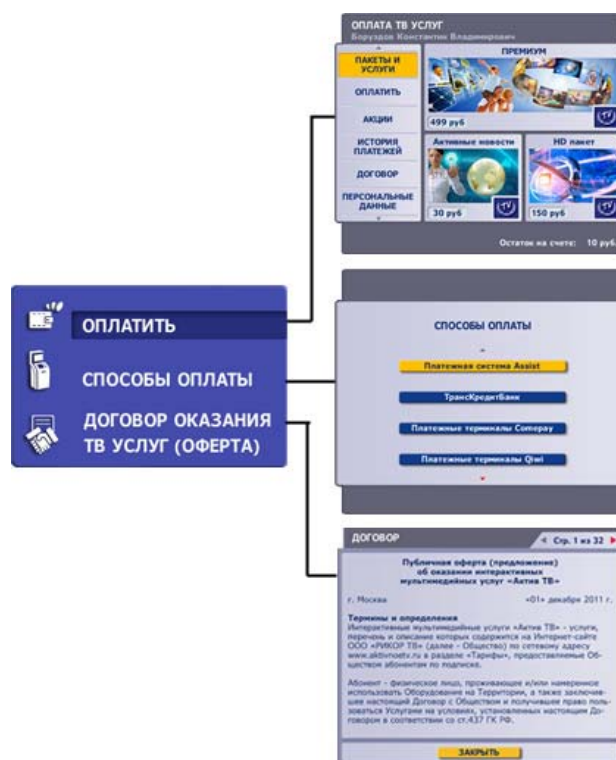 ОПЛАТА ТВ УСЛУГ
Боруздов Константин Владимирович
ПАКЕТЫ И
УСЛУГИ
ОПЛАТИТЬ
АКЦИИ
ИСТОРИЯ
ПЛАТЕЖЕЙ
ДОГОВОР
ПЕРСОНАЛЬНЫЕ
ДАННЫЕ
ПРЕМИУМ
499 руб
TV
Активные новости
30 руб
TV
HD пакет
150 руб
TV
Остаток на счете: 10 руб.
ОПЛАТИТЬ
СПОСОБЫ ОПЛАТЫ
ДОГОВОР ОКАЗАНИЯ
ТВ УСЛУГ (ОФЕРТА)
СПОСОБЫ ОПЛАТЫ
Платежная система Assist
ТрансКредитБанк
Платежные терминалы Comepay
Платежные терминалы Qiwi
ДОГОВОР
Стр. 1 из 32
Публичная оферта (предложение)
об оказании интерактивных
мультимедийных услуг «Актив ТВ»
г. Москва
«01» декабря 2011 г.
Термины и определения
Интерактивные мультимедийные услуги «Актив ТВ» - услуги,
перечень и описание которых содержится на Интернет-сайте
ООО «РИКОР ТВ» (далее - Общество) по сетевому адресу
www.aktivnoetv.ru в разделе «Тарифы», предоставляемые Об-
ществом абонентам по подписке.
Абонент - физическое лицо, проживающее и/или намеренное
использовать Оборудование на Территории, а также заключив-
шее настоящий Договор с Обществом и получившее право поль-
зоваться Услугами на условиях, установленных настоящим До-
говором в соответствии со ст.437 ГК РФ.
ЗАКРЫТЬ